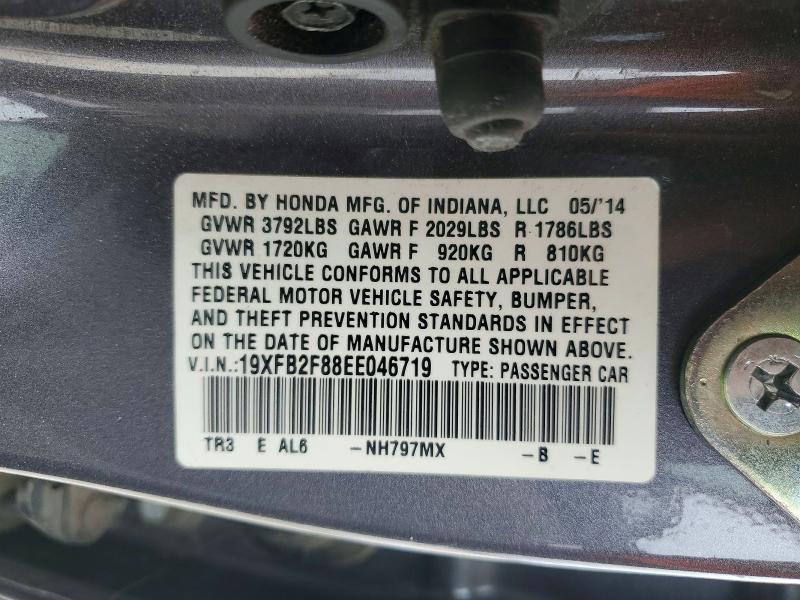 MFD. BY HONDA MFG. OF INDIANA, LLC 05/'14
GVWR 3792LBS GAWR F 2029LBS R 1786LBS
GVWR 1720KG GAWR F 920KG R 810KG
THIS VEHICLE CONFORMS TO ALL APPLICABLE
FEDERAL MOTOR VEHICLE SAFETY, BUMPER,
AND THEFT PREVENTION STANDARDS IN EFFECT
ON THE DATE OF MANUFACTURE SHOWN ABOVE.
V.I.N.:19XFB2F88EE046719 TYPE: PASSENGER CAR
TR3 E AL6 -NH797MX -B -E